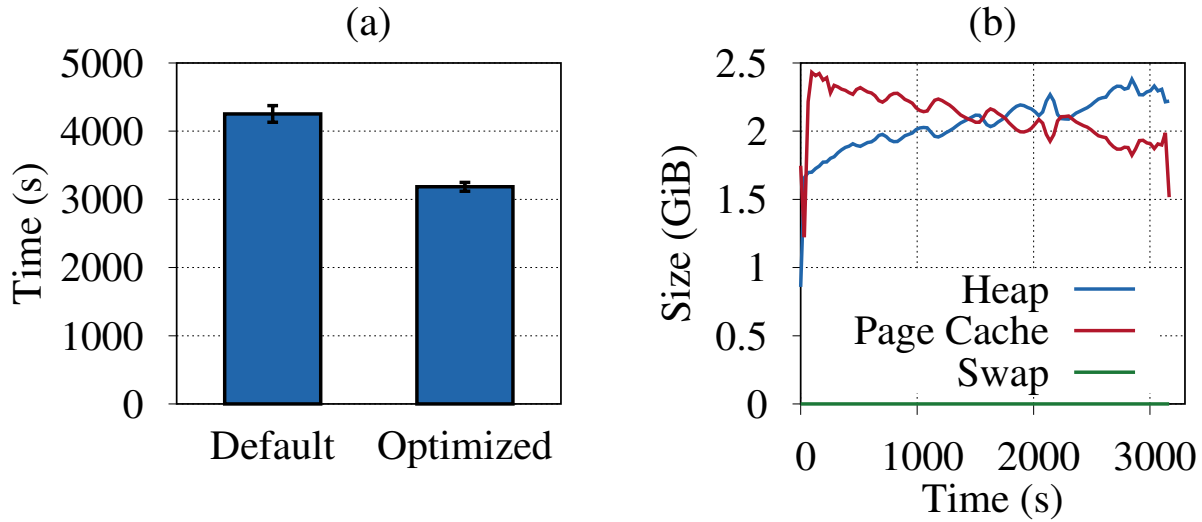 (a)
Time (s)
5000
4000
3000
2000
1000
0
Default
Optimized
(b)
Size (GiB)
2.5
2
1.5
1
0.5
0
Heap
Page Cache
Swap
0
1000
2000
3000
Time (s)